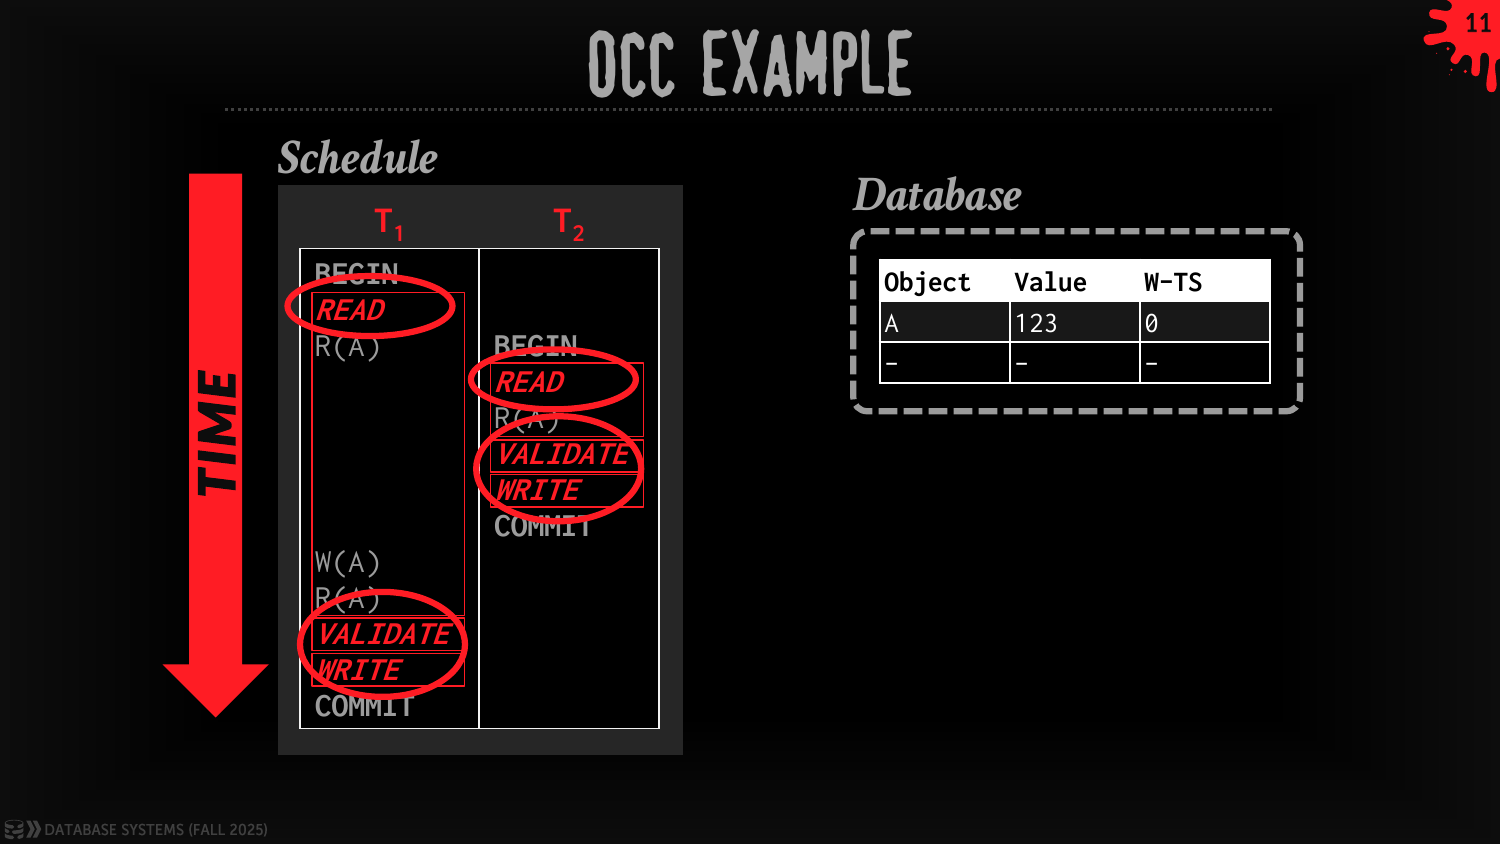 11
OCC EXAMPLE
Schedule
T1 T2
BEGIN
READ
R(A) BEGIN
READ
R(A)
VALIDATE
WRITE
COMMIT
W(A)
R(A)
VALIDATE
WRITE
COMMIT
TIME
Database
Object Value W-TS
A 123 0
- - -
DATABASE SYSTEMS (FALL 2025)